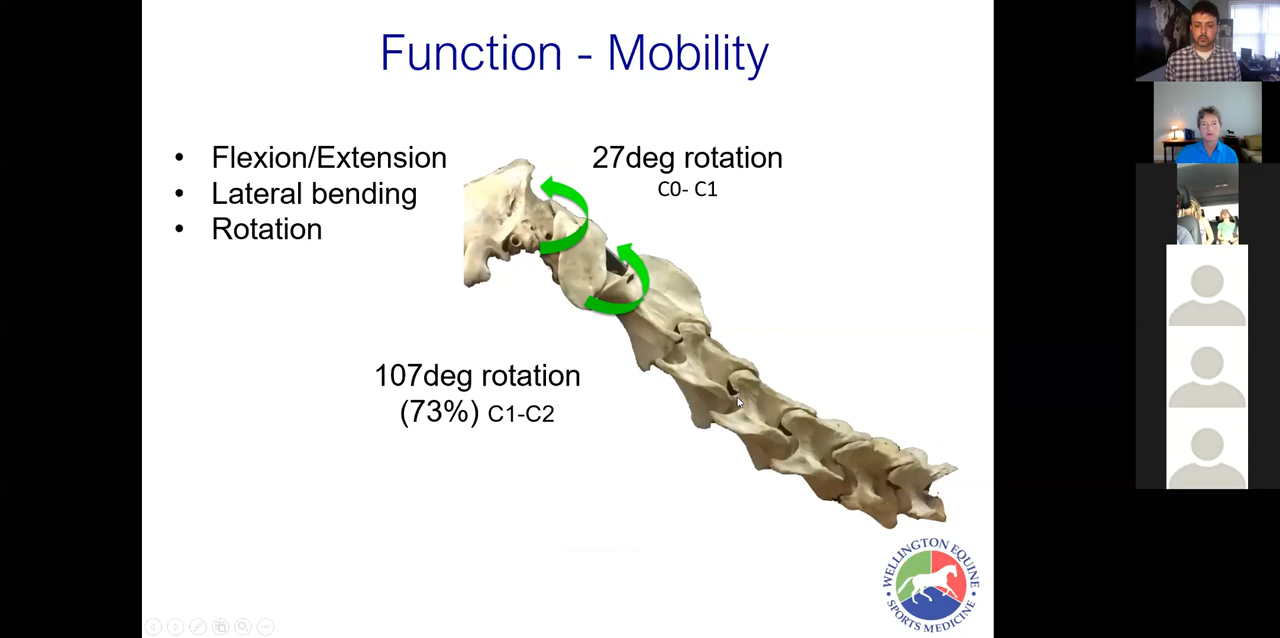 Function - Mobility
• Flexion/Extension
• Lateral bending
• Rotation
27deg rotation
C0- C1
107deg rotation
(73%) C1-C2
WELLINGTON EQUINE
• SPORTS MEDICINE •